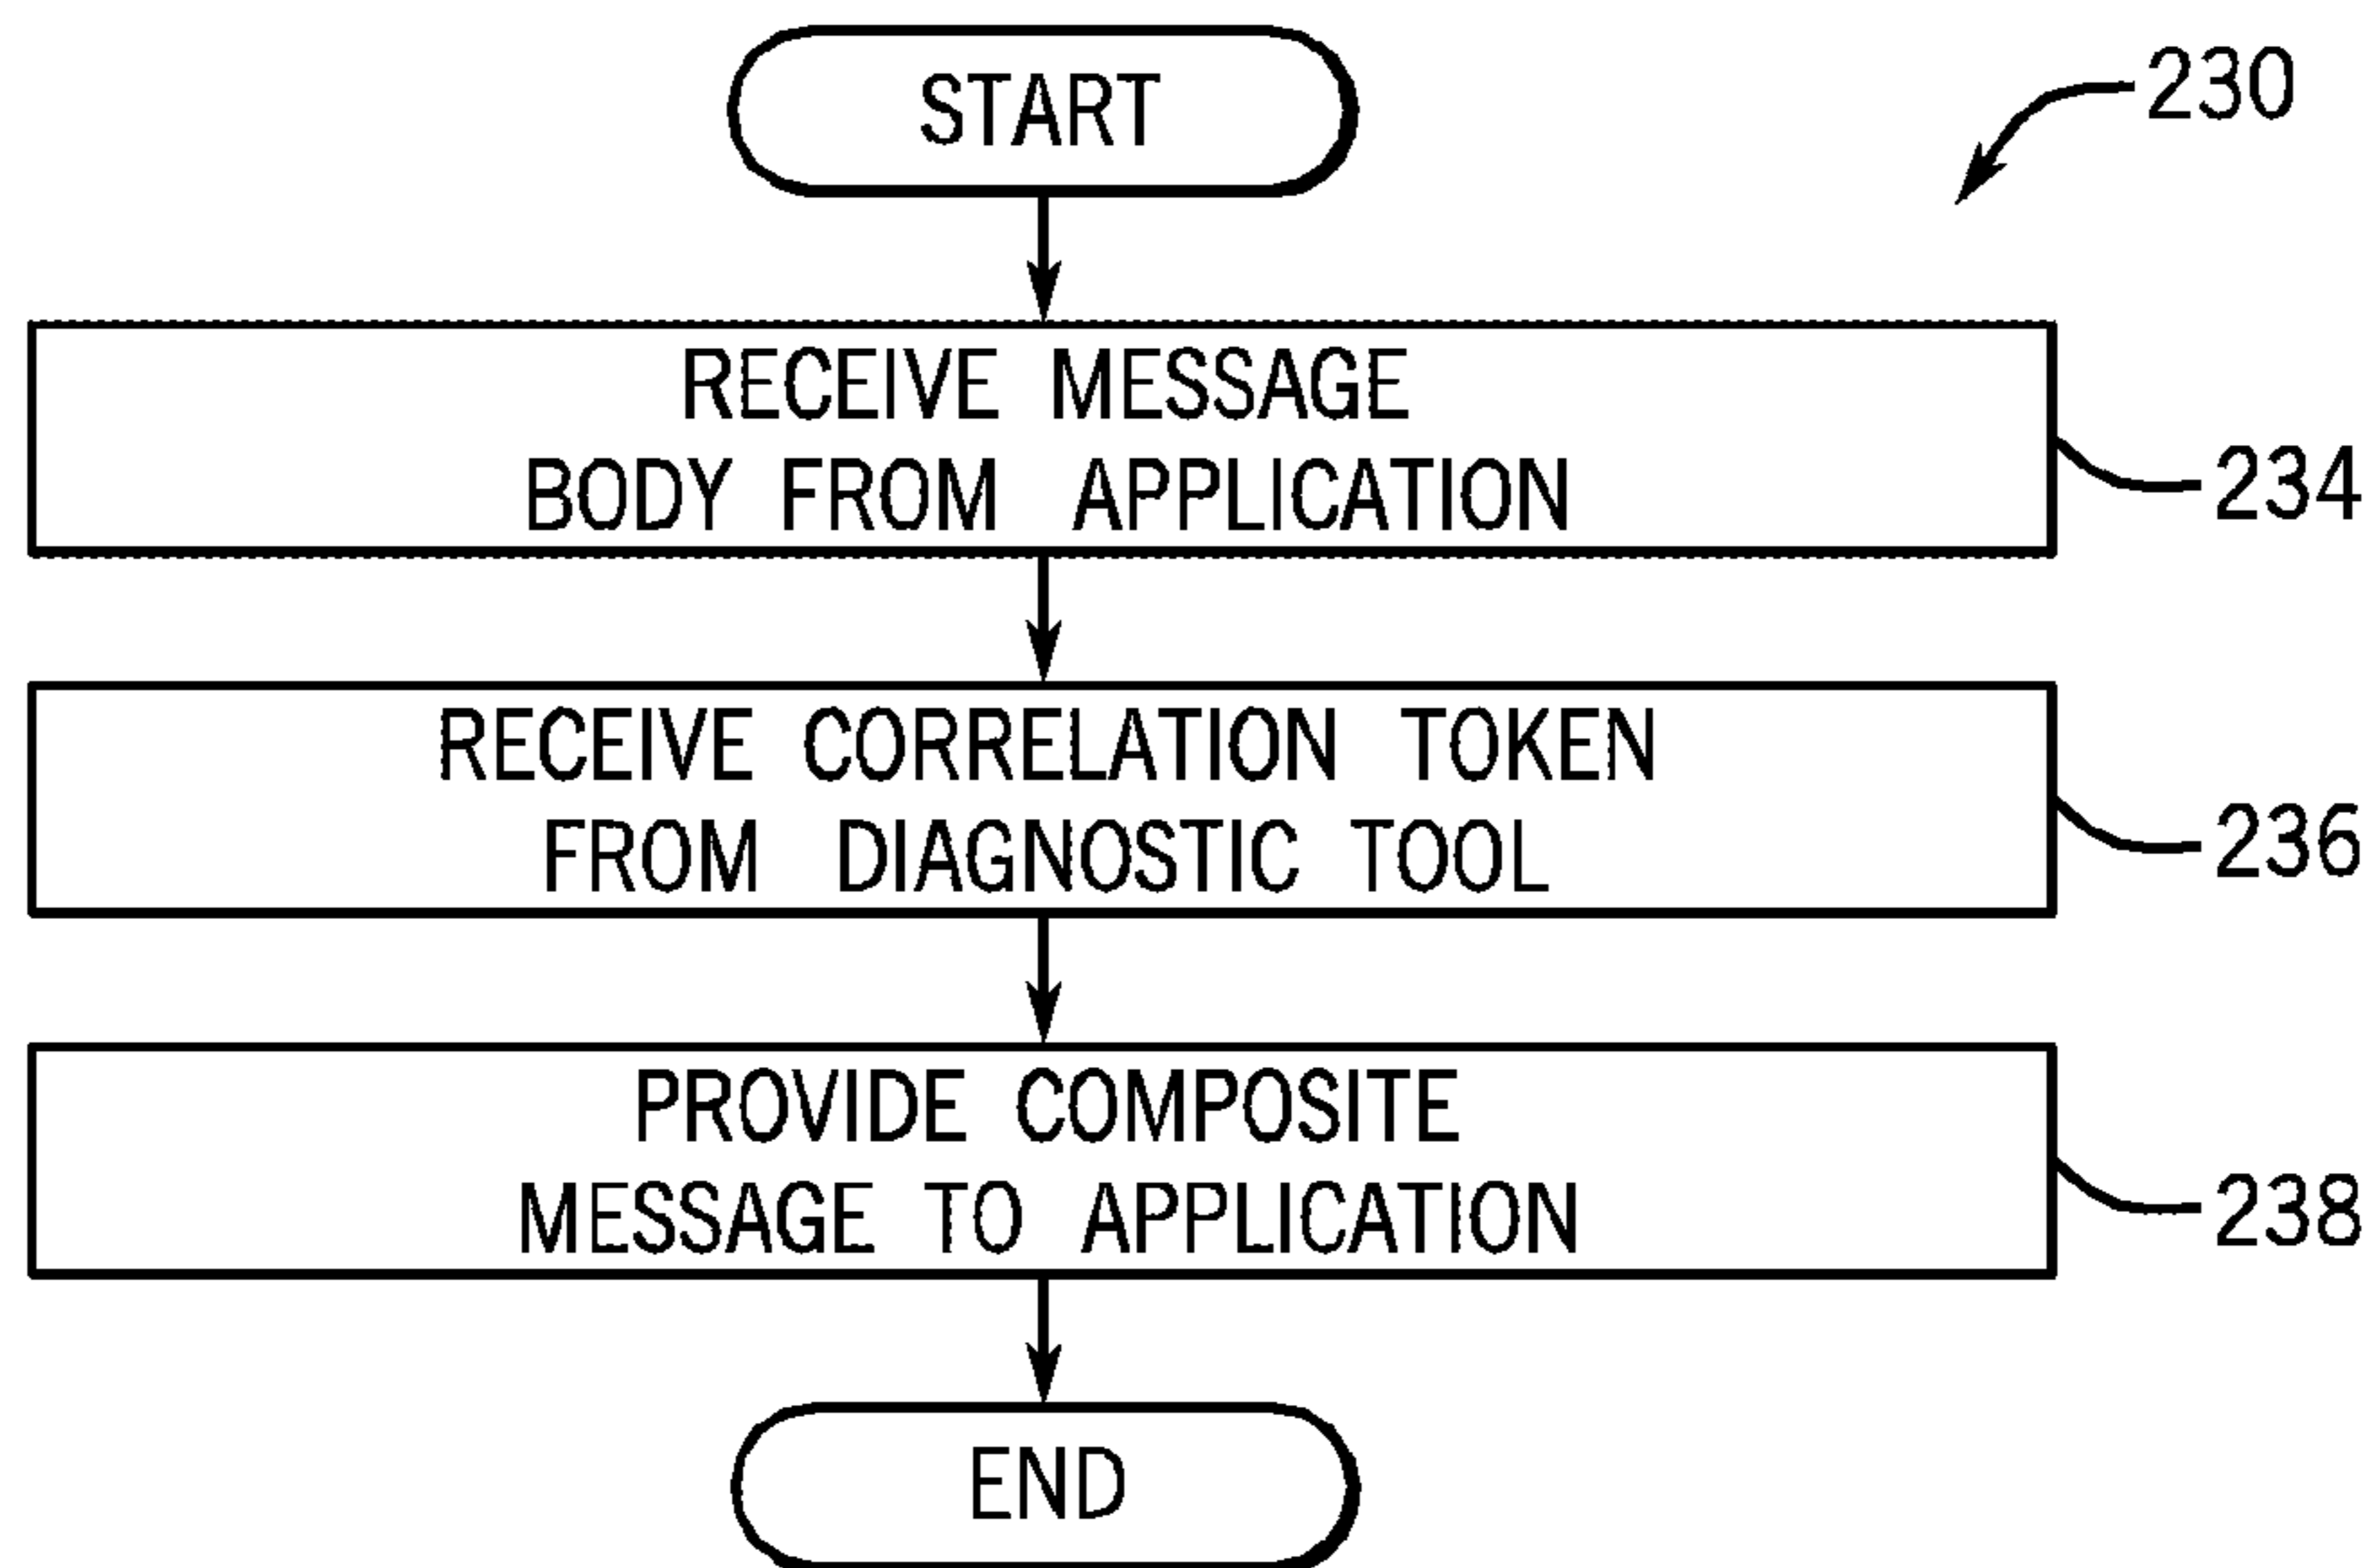 START
230
RECEIVE MESSAGE
BODY FROM APPLICATION
234
RECEIVE CORRELATION TOKEN
FROM DIAGNOSTIC TOOL
236
PROVIDE COMPOSITE
MESSAGE TO APPLICATION
238
END